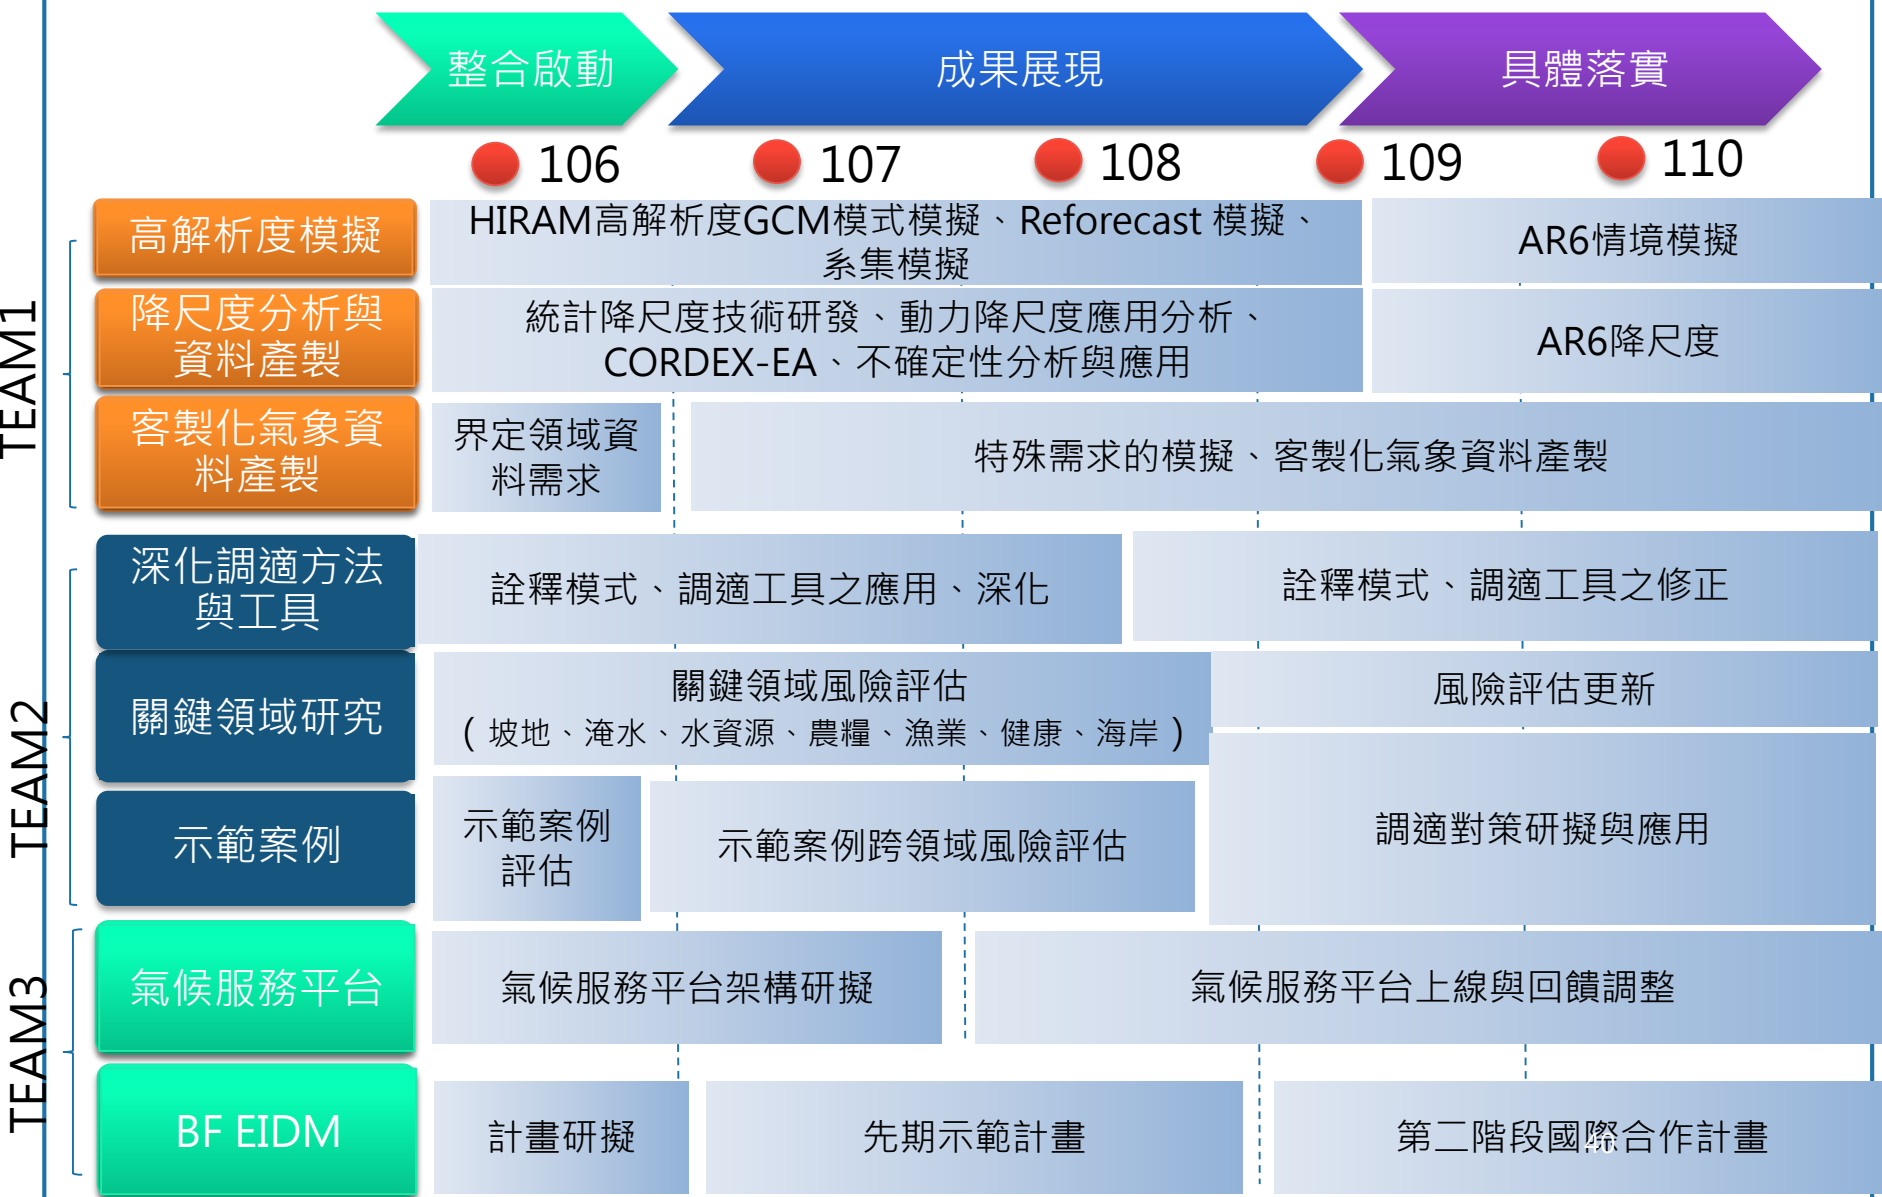 整合啟動
成果展現
具體落實
106
107
108
109
110
TEAM1
高解析度模擬
HIRAM高解析度GCM模式模擬、Reforecast 模擬、
系集模擬
AR6情境模擬
降尺度分析與
資料產製
統計降尺度技術研發、動力降尺度應用分析、
CORDEX-EA、不確定性分析與應用
AR6降尺度
客製化氣象資
料產製
界定領域資
料需求
特殊需求的模擬、客製化氣象資料產製
TEAM2
深化調適方法
與工具
詮釋模式、調適工具之應用、深化
詮釋模式、調適工具之修正
關鍵領域研究
關鍵領域風險評估
( 坡地、淹水、水資源、農糧、漁業、健康、海岸 )
風險評估更新
示範案例
示範案例
評估
示範案例跨領域風險評估
調適對策研擬與應用
TEAM3
氣候服務平台
氣候服務平台架構研擬
氣候服務平台上線與回饋調整
BF EIDM
計畫研擬
先期示範計畫
第二階段國際合作計畫
40